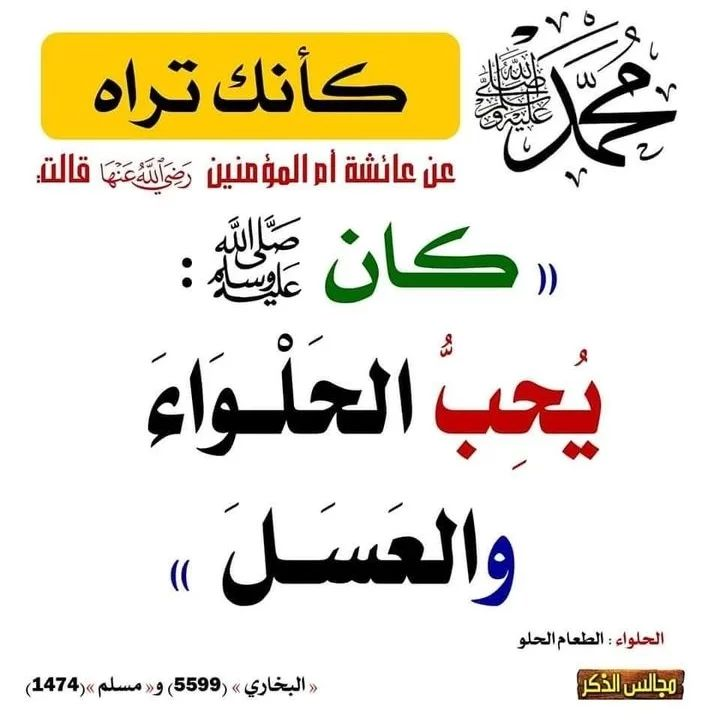 محمد صلى الله عليه وسلم
كأنك تراه
عن عائشة أم المؤمنين رضي الله عنها قالت:
(( كان صلى الله عليه وسلم :
يُحِبُّ الحَلْوَاءَ
والعَسَلَ ))
الحلواء : الطعام الحلو
« البخاري » (5599) و« مسلم »(1474)
مجالس الذكر